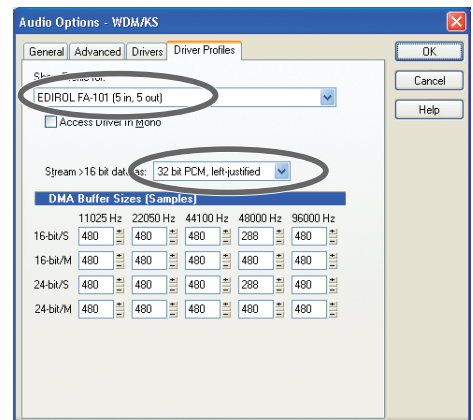 Audio Options - WDM/KS
General Advanced Drivers Driver Profiles
OK
Cancel
Help
EDIROL FA-101 (5 in, 5 out)
Access Driver in Mono
Stream >16 bit data as: 32 bit PCM, left-justified
DMA Buffer Sizes (Samples)
11025 Hz 22050 Hz 44100 Hz 48000 Hz 96000 Hz
16-bit/S 480 480 480 288 480
16-bit/M 480 480 480 480 480
24-bit/S 480 480 480 288 480
24-bit/M 480 480 480 480 480